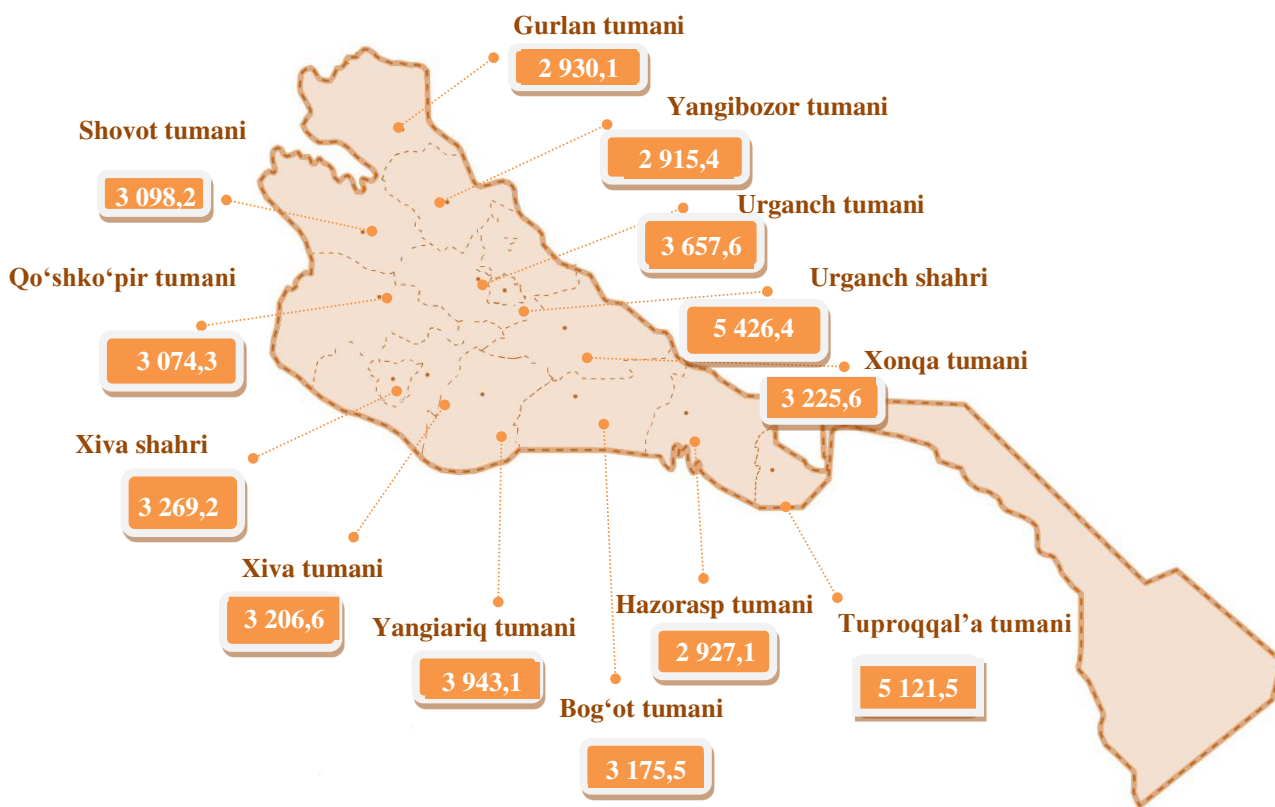 Gurlan tumani
2 930,1
Yangibozor tumani
2 915,4
Shovot tumani
3 098,2
Urganch tumani
3 657,6
Qo‘shko‘pir tumani
3 074,3
Urganch shahri
5 426,4
Xonqa tumani
3 225,6
Xiva shahri
3 269,2
Xiva tumani
3 206,6
Yangiariq tumani
3 943,1
Hazorasp tumani
2 927,1
Tuproqqal’a tumani
5 121,5
Bog‘ot tumani
3 175,5